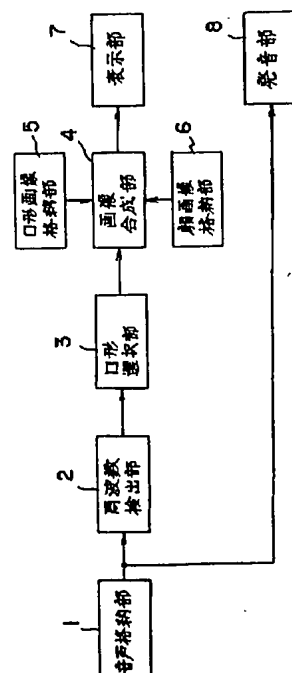 1
音声格納部
2
周波数
検出部
3
口形
選択部
4
画像
合成部
5
口形画像
格納部
6
顔画像
格納部
7
表示部
8
発音部